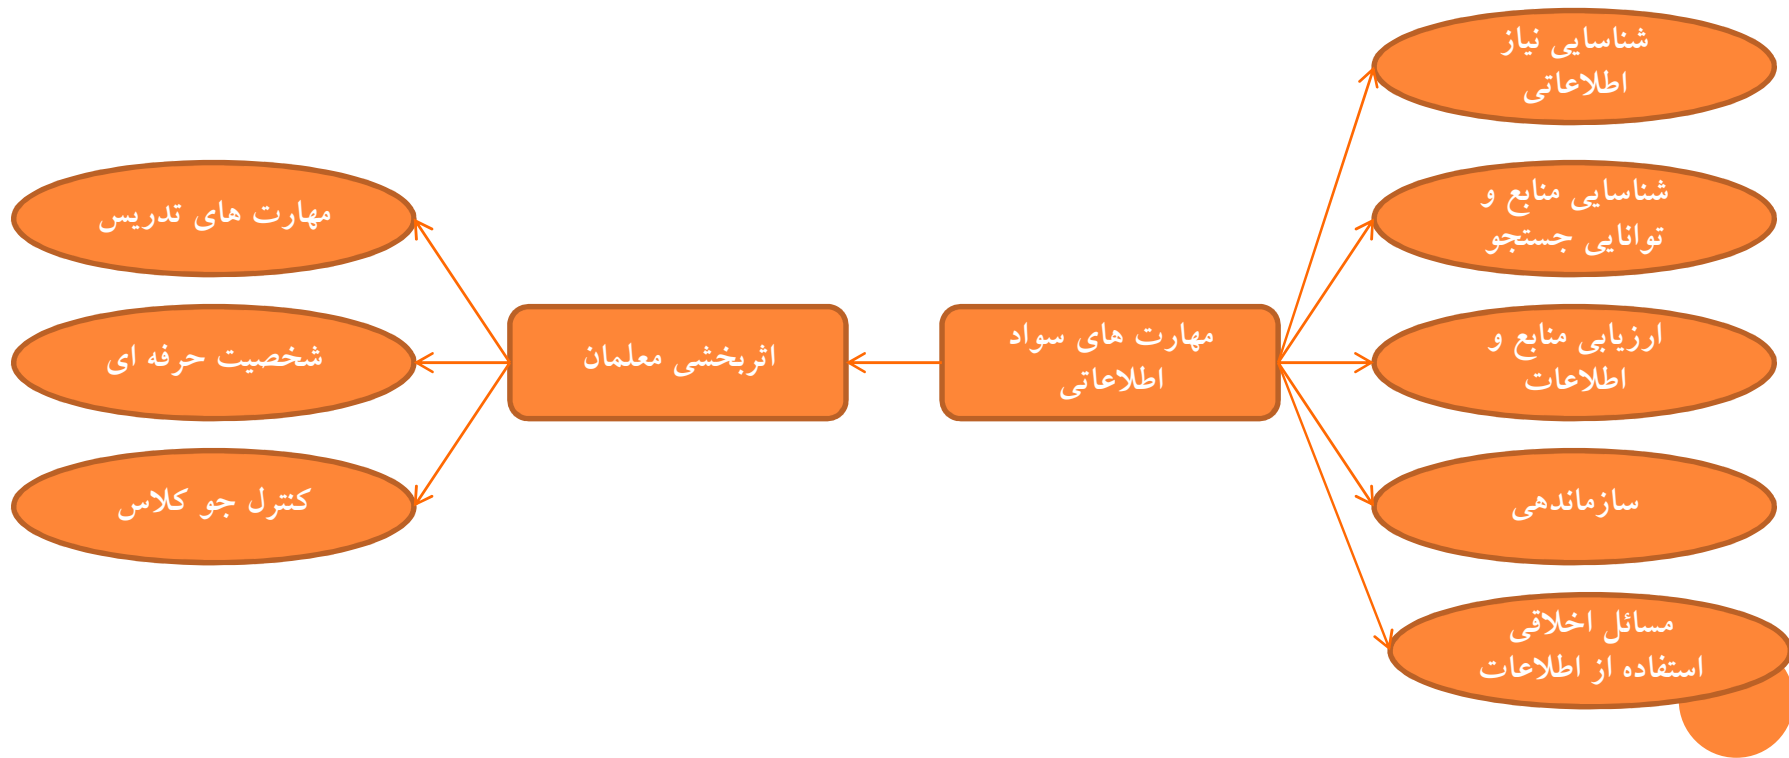 شناسایی نیاز
اطلاعاتی
شناسایی منابع و
توانایی جستجو
ارزیابی منابع و
اطلاعات
سازماندهی
مسائل اخلاقی
استفاده از اطلاعات
مهارت های سواد
اطلاعاتی
اثربخشی معلمان
مهارت های تدریس
شخصیت حرفه ای
کنترل جو کلاس